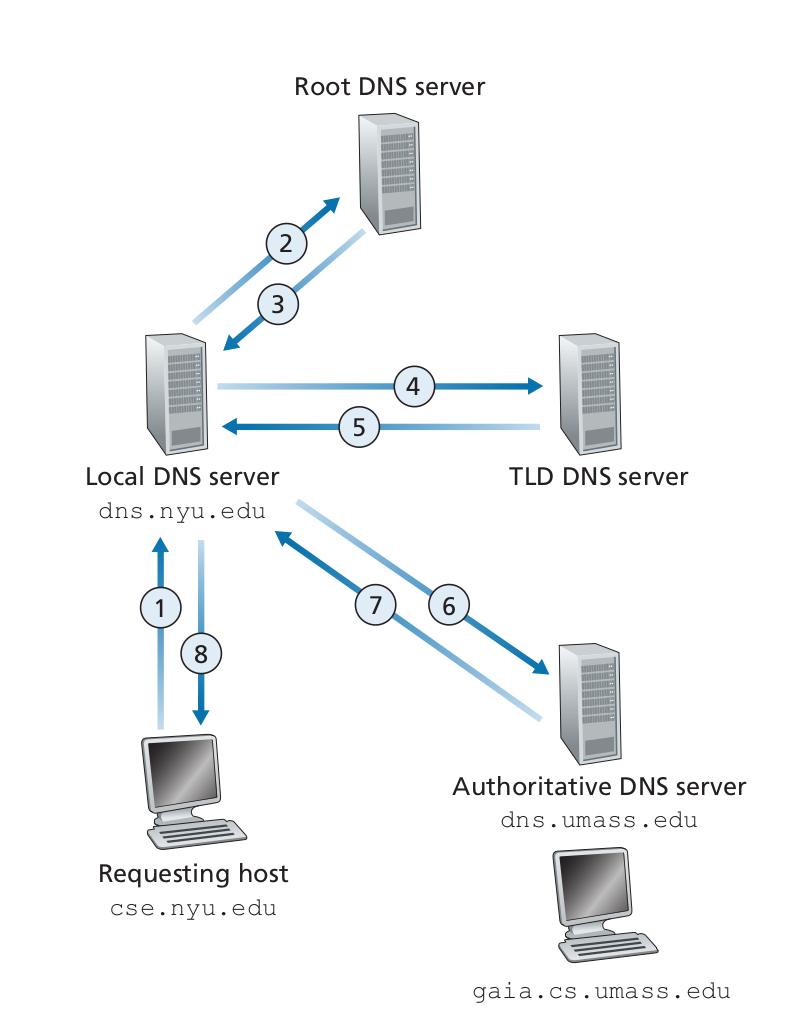 Root DNS server
2
3
4
5
Local DNS server
dns.nyu.edu
TLD DNS server
1
8
7
6
Authoritative DNS server
dns.umass.edu
Requesting host
cse.nyu.edu
gaia.cs.umass.edu